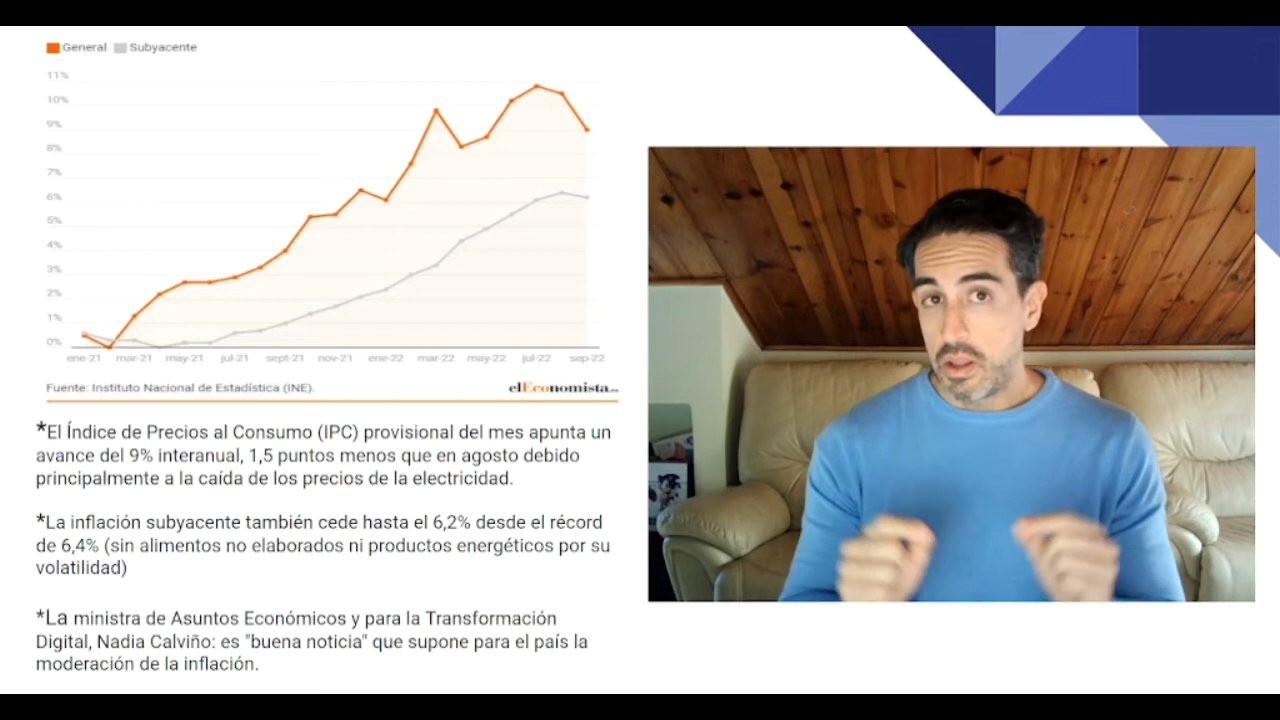 General Subyacente
11%
10%
9%
8%
7%
6%
5%
4%
3%
2%
1%
0%
ene-21 mar-21 may-21 jul-21 sept-21 nov-21 ene-22 mar-22 may-22 jul-22 sep-22
Fuente: Instituto Nacional de Estadística (INE).
elEconomista.es
*El Índice de Precios al Consumo (IPC) provisional del mes apunta un
avance del 9% interanual, 1,5 puntos menos que en agosto debido
principalmente a la caída de los precios de la electricidad.
*La inflación subyacente también cede hasta el 6,2% desde el récord
de 6,4% (sin alimentos no elaborados ni productos energéticos por su
volatilidad)
*La ministra de Asuntos Económicos y para la Transformación
Digital, Nadia Calviño: es "buena noticia" que supone para el país la
moderación de la inflación.